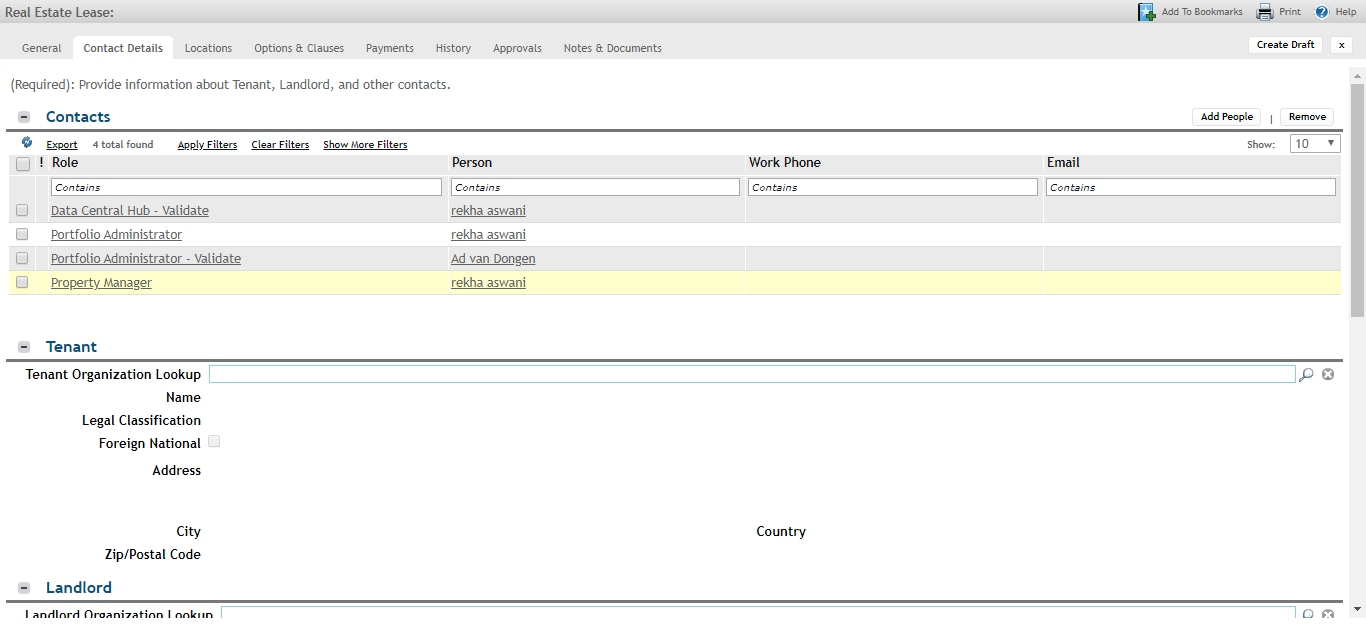 Real Estate Lease: Add To Bookmarks Print Help
General Contact Details Locations Options & Clauses Payments History Approvals Notes & Documents Create Draft x
(Required): Provide information about Tenant, Landlord, and other contacts.
Contacts Add People | Remove
Export 4 total found Apply Filters Clear Filters Show More Filters Show: 10
! Role Person Work Phone Email
Contains Contains Contains Contains
Data Central Hub - Validate rekha aswani
Portfolio Administrator rekha aswani
Portfolio Administrator - Validate Ad van Dongen
Property Manager rekha aswani
Tenant
Tenant Organization Lookup
Name
Legal Classification
Foreign National
Address
City Country
Zip/Postal Code
Landlord
Landlord Organization Lookup